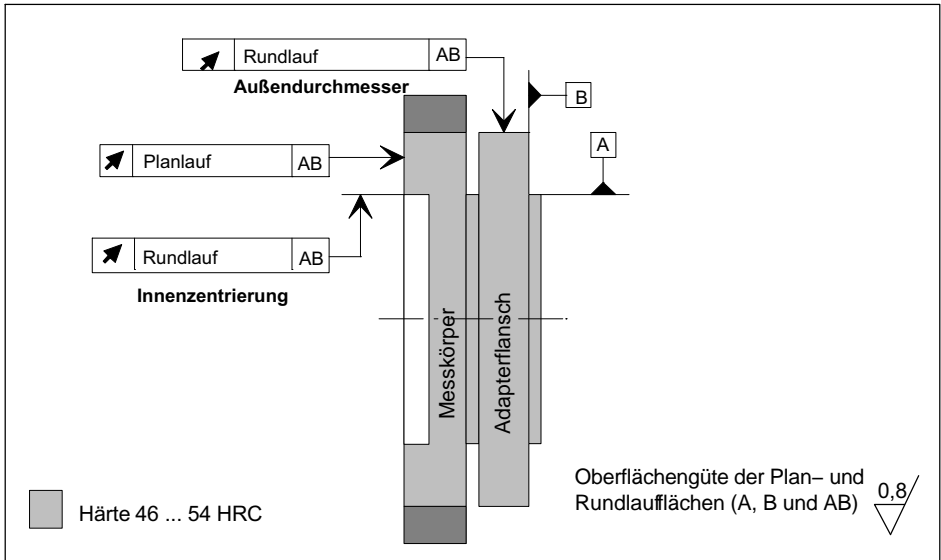 Rundlauf AB
Außendurchmesser
B
A
Planlauf AB
Rundlauf AB
Innenzentrierung
Messkörper
Adapterflansch
Härte 46 ... 54 HRC
Oberflächengüte der Plan– und
Rundlaufflächen (A, B und AB)
0,8